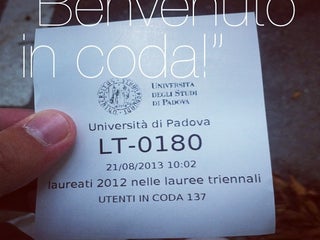 "Benvenuto
in coda!"
UNIVERSITÀ
DEGLI STUDI
DI PADOVA
Università di Padova
LT-0180
21/08/2013 10:02
laureati 2012 nelle lauree triennali
UTENTI IN CODA 137